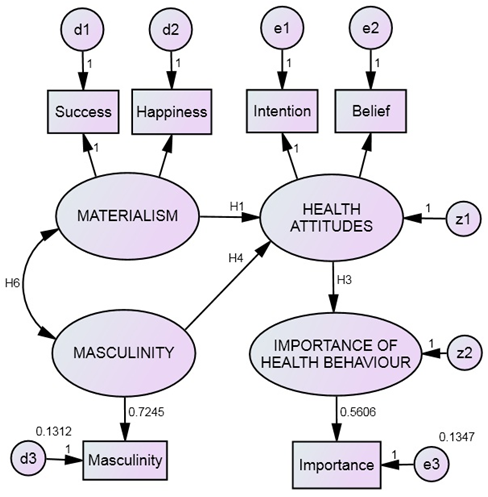 d1
d2
e1
e2
1
1
1
1
Success
Happiness
Intention
Belief
1
1
MATERIALISM
H1
HEALTH
ATTITUDES
1
z1
H4
H3
H6
MASCULINITY
IMPORTANCE OF
HEALTH BEHAVIOUR
1
z2
0.7245
0.5606
0.1312
d3
1
Masculinity
Importance
1
e3
0.1347